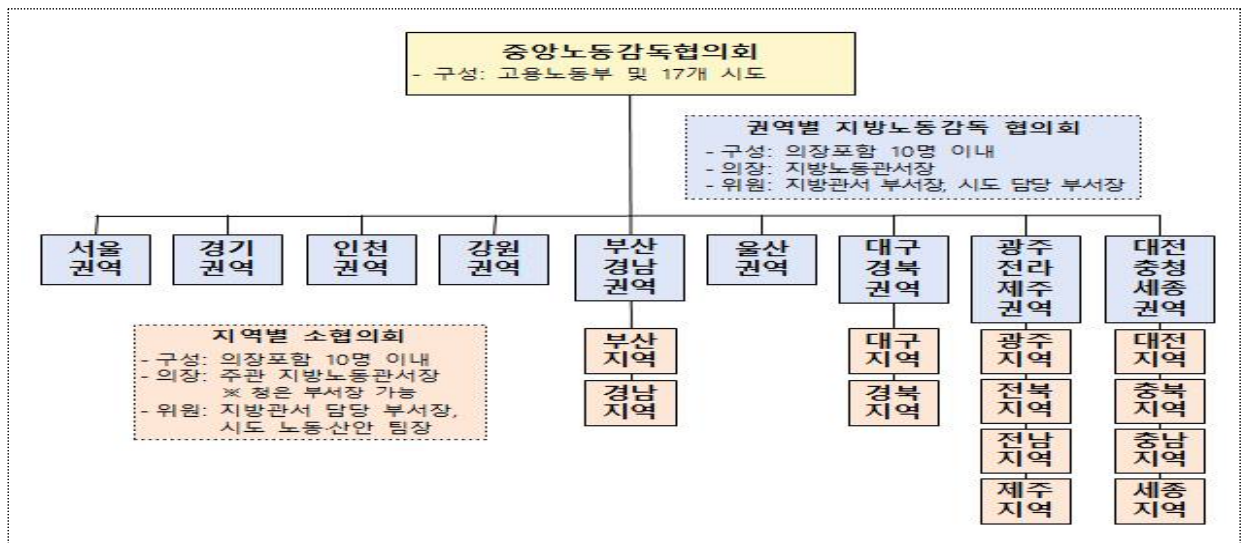 중앙노동감독협의회
- 구성: 고용노동부 및 17개 시도
권역별 지방노동감독 협의회
- 구성: 의장포함 10명 이내
- 의장: 지방노동관서장
- 위원: 지방관서 부서장, 시도 담당 부서장
서울
권역
경기
권역
인천
권역
강원
권역
부산
경남
권역
울산
권역
대구
경북
권역
광주
전라
제주
권역
대전
충청
세종
권역
지역별 소협의회
- 구성: 의장포함 10명 이내
- 의장: 주관 지방노동관서장
※ 청은 부서장 가능
- 위원: 지방관서 담당 부서장,
시도 노동·산안 팀장
부산
지역
경남
지역
대구
지역
경북
지역
광주
지역
전북
지역
전남
지역
제주
지역
대전
지역
충북
지역
충남
지역
세종
지역